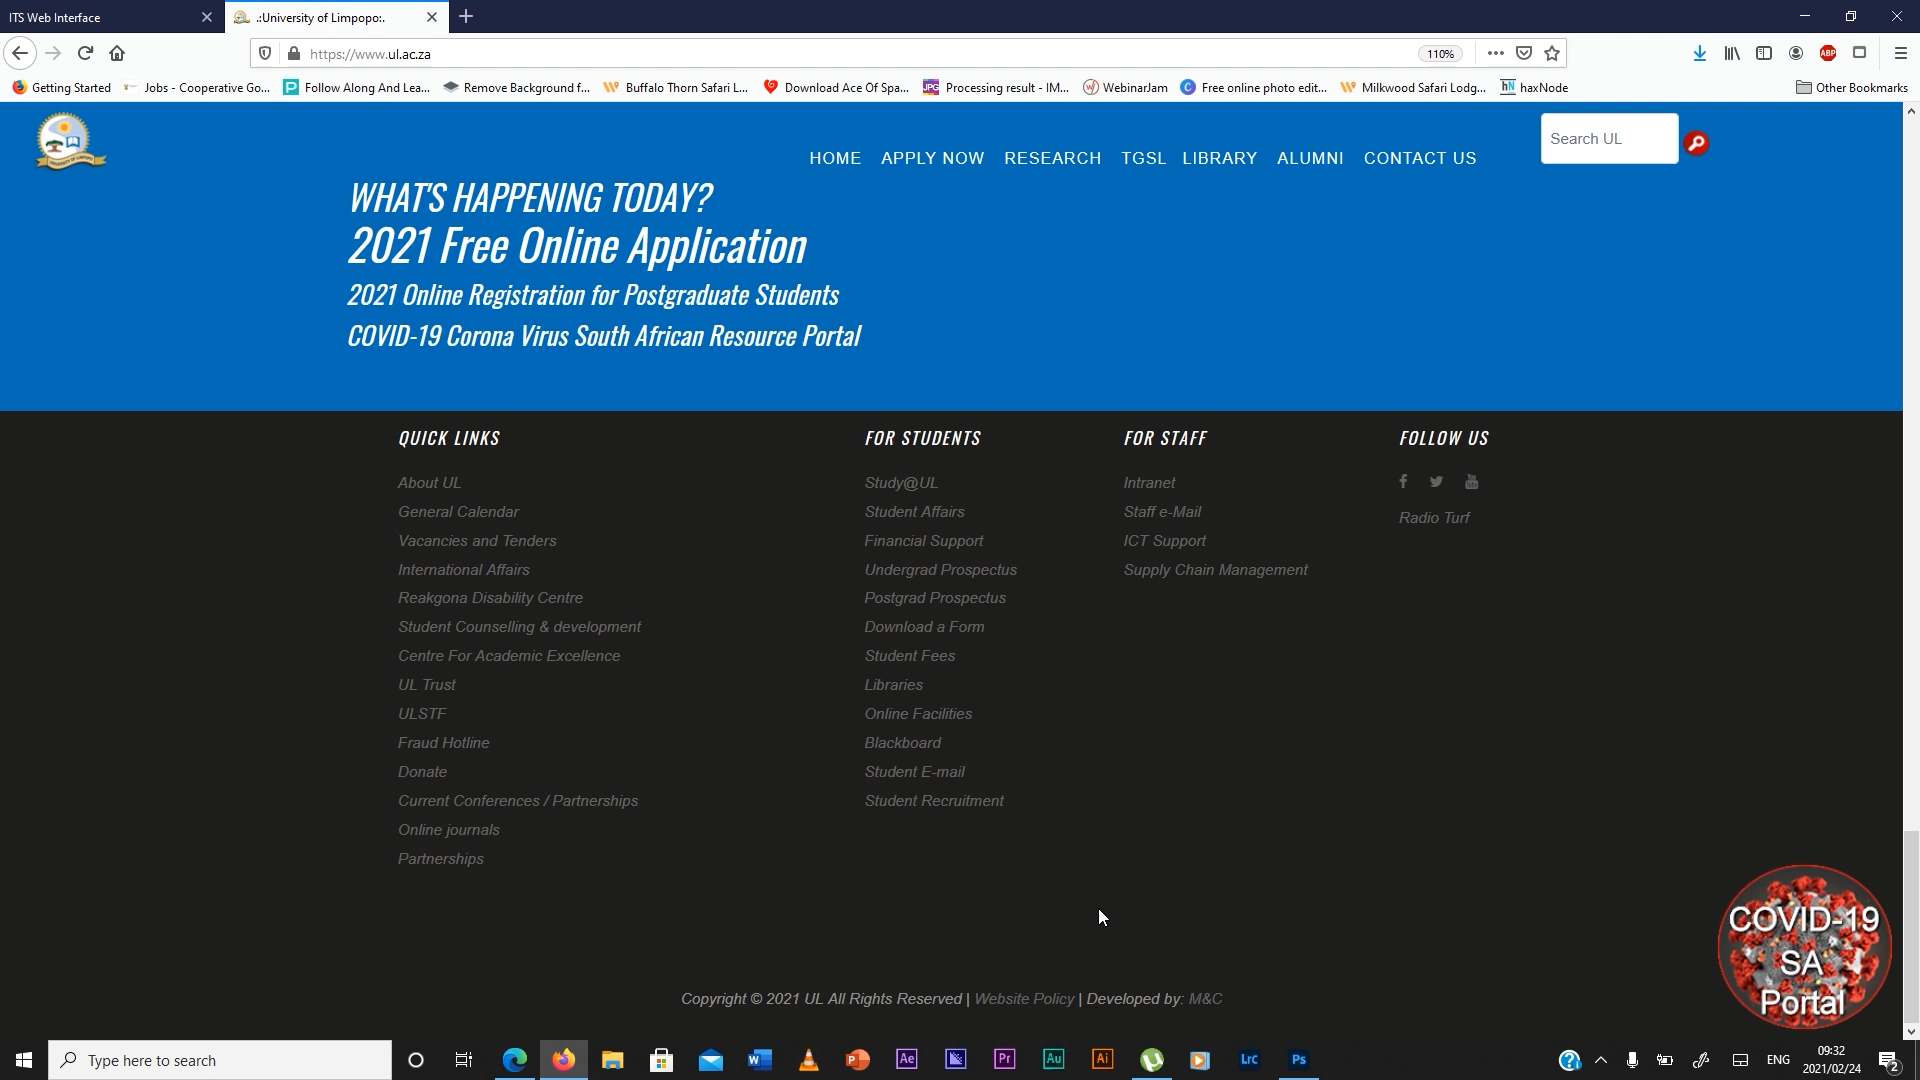 ITS Web Interface
.:University of Limpopo:.
https://www.ul.ac.za
110%
Getting Started
Jobs - Cooperative Go...
Follow Along And Lea...
Remove Background f...
Buffalo Thorn Safari L...
Download Ace Of Spa...
Processing result - IM...
WebinarJam
Free online photo edit...
Milkwood Safari Lodg...
haxNode
Other Bookmarks
HOME
APPLY NOW
RESEARCH
TGSL
LIBRARY
ALUMNI
CONTACT US
Search UL
WHAT'S HAPPENING TODAY?
2021 Free Online Application
2021 Online Registration for Postgraduate Students
COVID-19 Corona Virus South African Resource Portal
QUICK LINKS
About UL
General Calendar
Vacancies and Tenders
International Affairs
Reakgona Disability Centre
Student Counselling & development
Centre For Academic Excellence
UL Trust
ULSTF
Fraud Hotline
Donate
Current Conferences / Partnerships
Online journals
Partnerships
FOR STUDENTS
Study@UL
Student Affairs
Financial Support
Undergrad Prospectus
Postgrad Prospectus
Download a Form
Student Fees
Libraries
Online Facilities
Blackboard
Student E-mail
Student Recruitment
FOR STAFF
Intranet
Staff e-Mail
ICT Support
Supply Chain Management
FOLLOW US
Radio Turf
COVID-19
SA
Portal
Copyright © 2021 UL All Rights Reserved | Website Policy | Developed by: M&C
Type here to search
Ae
Pr
Au
Ai
Lrc
Ps
ENG
09:32
2021/02/24
2